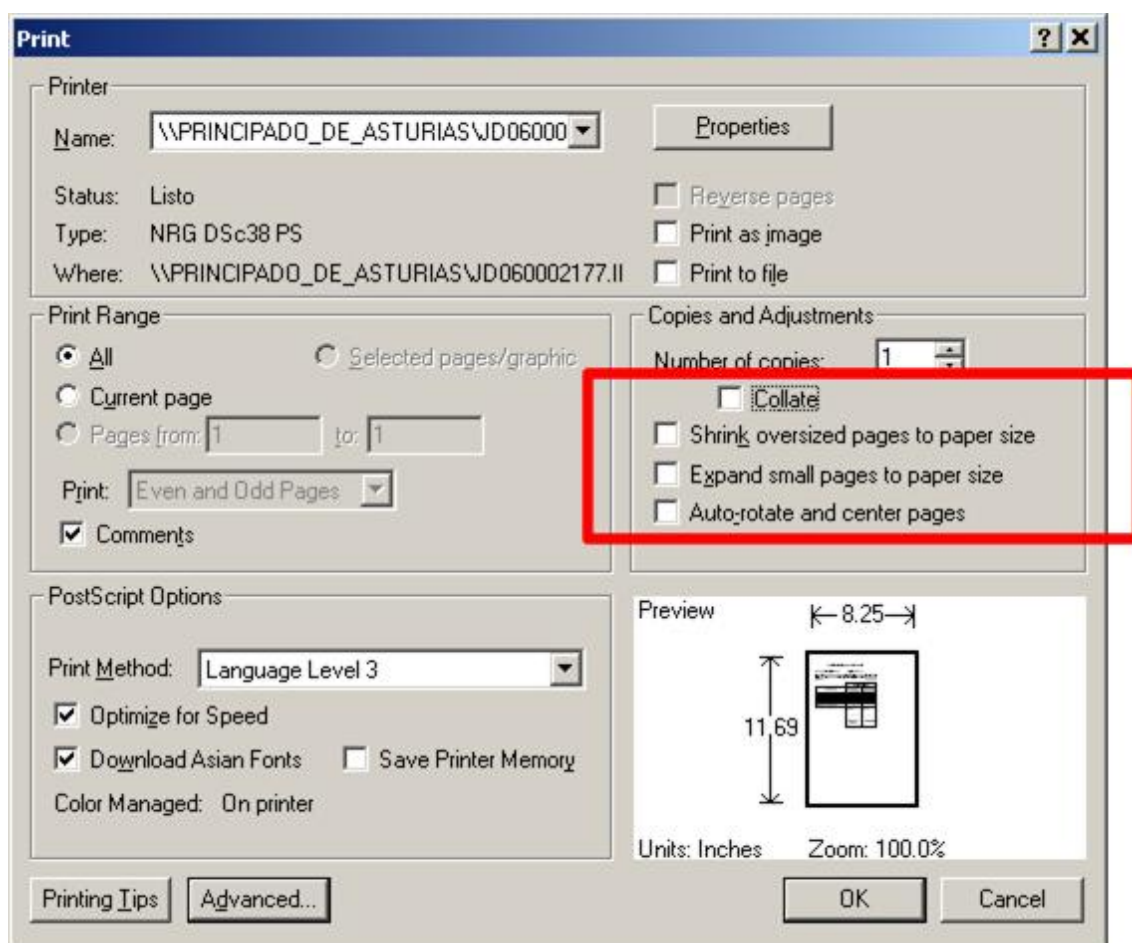 Print
Printer
Name: \\PRINCIPADO_DE_ASTURIAS\JD06000
Properties
Status: Listo
Reverse pages
Type: NRG DSc38 PS
Print as image
Where: \\PRINCIPADO_DE_ASTURIAS\JD060002177.II
Print to file
Print Range
All
Selected pages/graphic
Current page
Pages from: 1 to: 1
Print: Even and Odd Pages
Comments
Copies and Adjustments
Number of copies: 1
Collate
Shrink oversized pages to paper size
Expand small pages to paper size
Auto-rotate and center pages
PostScript Options
Print Method: Language Level 3
Optimize for Speed
Download Asian Fonts
Save Printer Memory
Color Managed: On printer
Preview
8.25
11,69
Units: Inches Zoom: 100.0%
Printing Tips
Advanced...
OK
Cancel